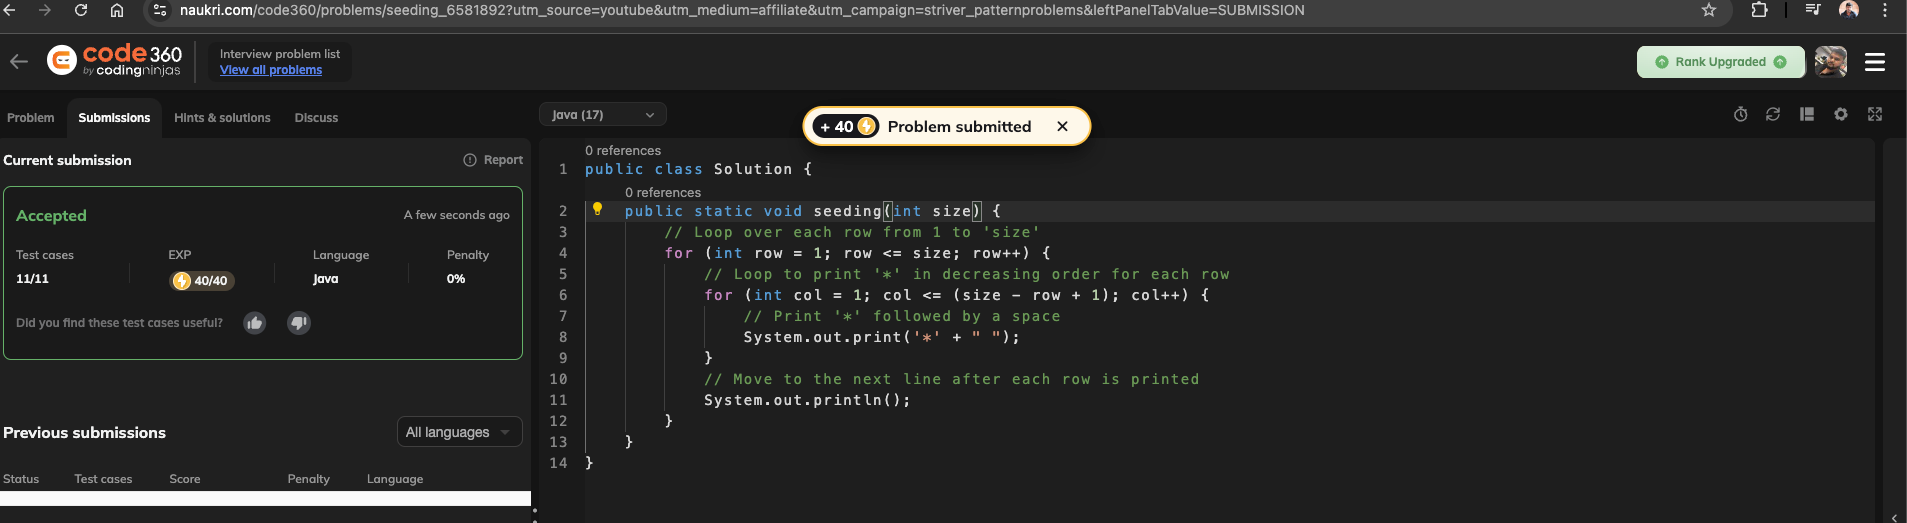 naukri.com/code360/problems/seeding_6581892?utm_source=youtube&utm_medium=affiliate&utm_campaign=striver_patternproblems&leftPanelTabValue=SUBMISSION
code360
by codingninjas
Interview problem list
View all problems
Rank Upgraded
Problem
Submissions
Hints & solutions
Discuss
Java (17)
+ 40 Problem submitted
Current submission
Report
Accepted
A few seconds ago
Test cases
EXP
Language
Penalty
11/11
40/40
Java
0%
Did you find these test cases useful?
Previous submissions
All languages
Status
Test cases
Score
Penalty
Language
0 references
1 public class Solution {
0 references
2 public static void seeding(int size) {
3 // Loop over each row from 1 to 'size'
4 for (int row = 1; row <= size; row++) {
5 // Loop to print '*' in decreasing order for each row
6 for (int col = 1; col <= (size - row + 1); col++) {
7 // Print '*' followed by a space
8 System.out.print('*' + " ");
9 }
10 // Move to the next line after each row is printed
11 System.out.println();
12 }
13 }
14 }